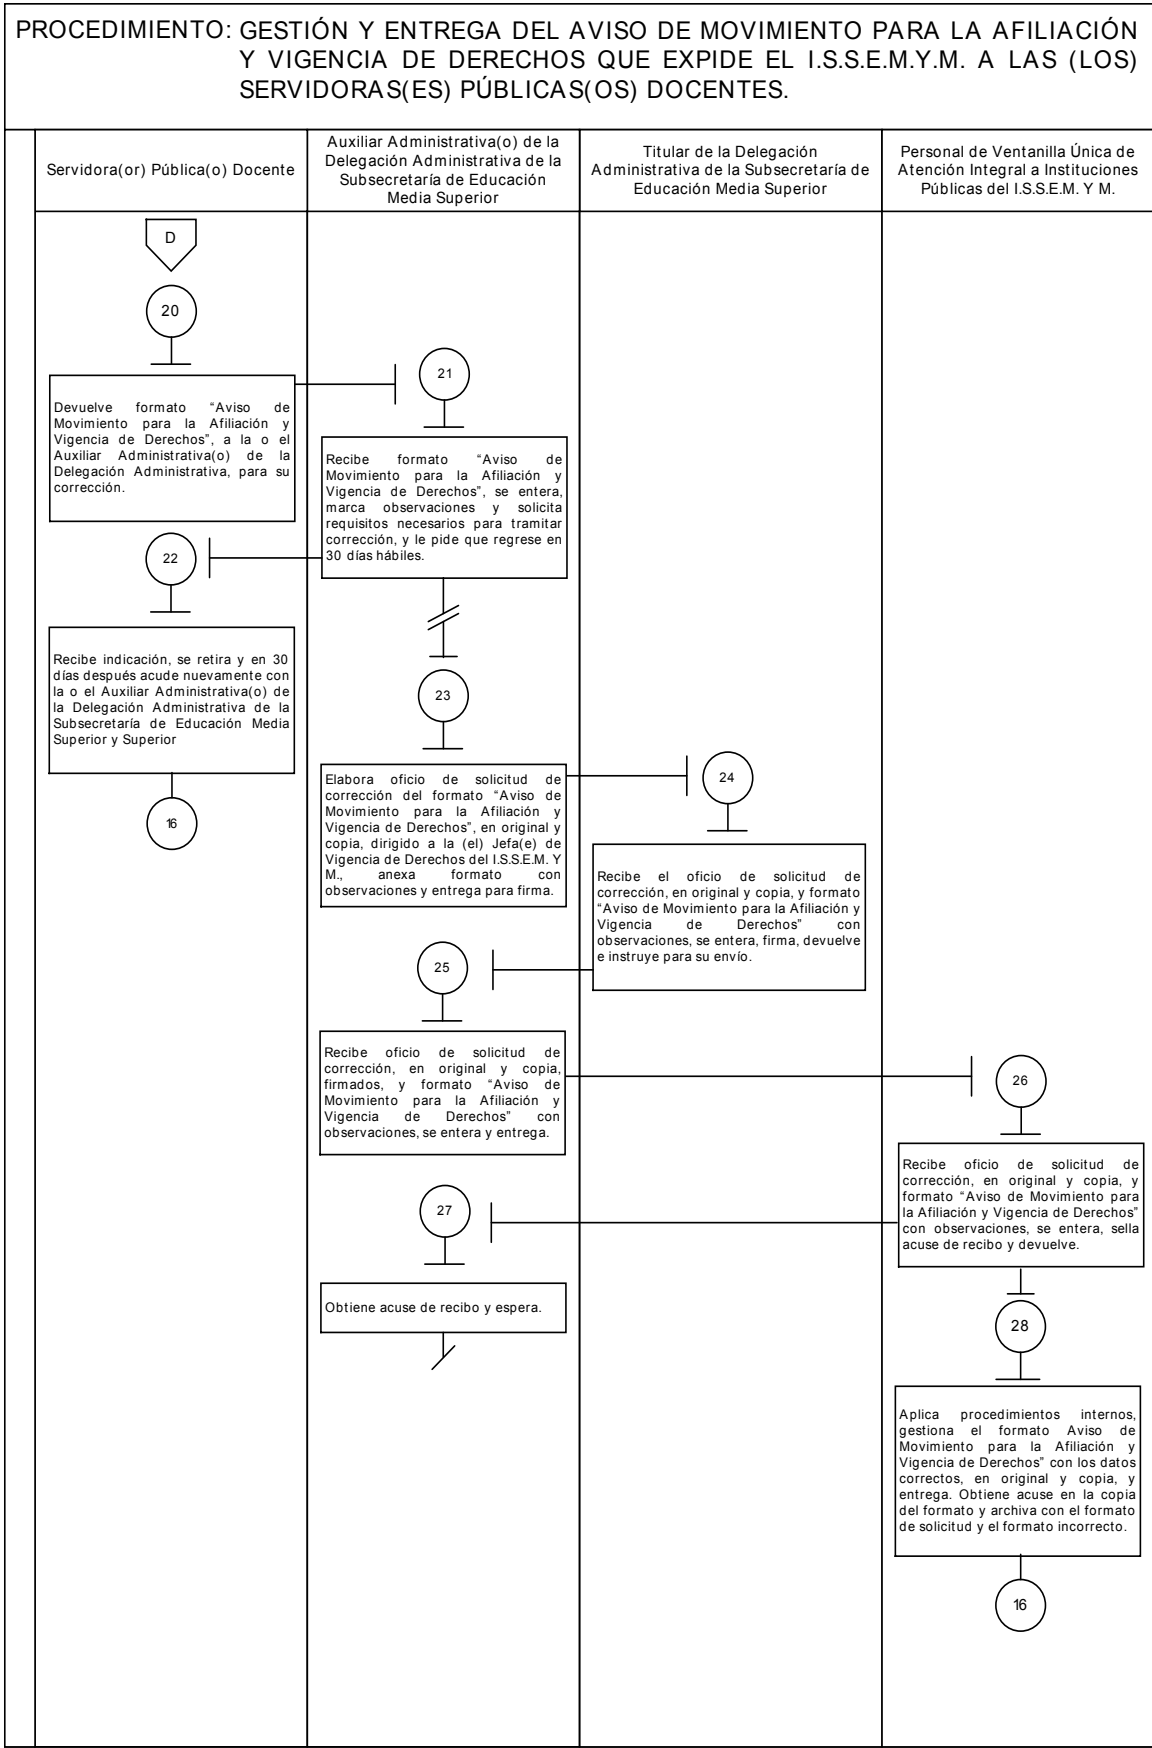 PROCEDIMIENTO: GESTIÓN Y ENTREGA DEL AVISO DE MOVIMIENTO PARA LA AFILIACIÓN
Y VIGENCIA DE DERECHOS QUE EXPIDE EL I.S.S.E.M.Y.M. A LAS (LOS)
SERVIDORAS(ES) PÚBLICAS(OS) DOCENTES.
Servidora(or) Pública(o) Docente
Auxiliar Administrativa(o) de la
Delegación Administrativa de la
Subsecretaría de Educación
Media Superior
Titular de la Delegación
Administrativa de la Subsecretaría de
Educación Media Superior
Personal de Ventanilla Única de
Atención Integral a Instituciones
Públicas del I.S.S.E.M. Y M.
D
20
Devuelve formato “Aviso de
Movimiento para la Afiliación y
Vigencia de Derechos”, a la o el
Auxiliar Administrativa(o) de la
Delegación Administrativa, para su
corrección.
21
Recibe formato “Aviso de
Movimiento para la Afiliación y
Vigencia de Derechos”, se entera,
marca observaciones y solicita
requisitos necesarios para tramitar
corrección, y le pide que regrese en
30 días hábiles.
22
Recibe indicación, se retira y en 30
días después acude nuevamente con
la o el Auxiliar Administrativa(o) de
la Delegación Administrativa de la
Subsecretaría de Educación Media
Superior y Superior
16
23
Elabora oficio de solicitud de
corrección del formato “Aviso de
Movimiento para la Afiliación y
Vigencia de Derechos”, en original y
copia, dirigido a la (el) Jefa(e) de
Vigencia de Derechos del I.S.S.E.M. Y
M., anexa formato con
observaciones y entrega para firma.
24
Recibe el oficio de solicitud de
corrección, en original y copia, y formato
“Aviso de Movimiento para la Afiliación y
Vigencia de Derechos” con
observaciones, se entera, firma, devuelve
e instruye para su envío.
25
Recibe oficio de solicitud de
corrección, en original y copia,
firmados, y formato “Aviso de
Movimiento para la Afiliación y
Vigencia de Derechos” con
observaciones, se entera y entrega.
26
Recibe oficio de solicitud de
corrección, en original y copia, y
formato “Aviso de Movimiento para
la Afiliación y Vigencia de Derechos”
con observaciones, se entera, sella
acuse de recibo y devuelve.
27
Obtiene acuse de recibo y espera.
28
Aplica procedimientos internos,
gestiona el formato Aviso de
Movimiento para la Afiliación y
Vigencia de Derechos” con los datos
correctos, en original y copia, y
entrega. Obtiene acuse en la copia
del formato y archiva con el formato
de solicitud y el formato incorrecto.
16